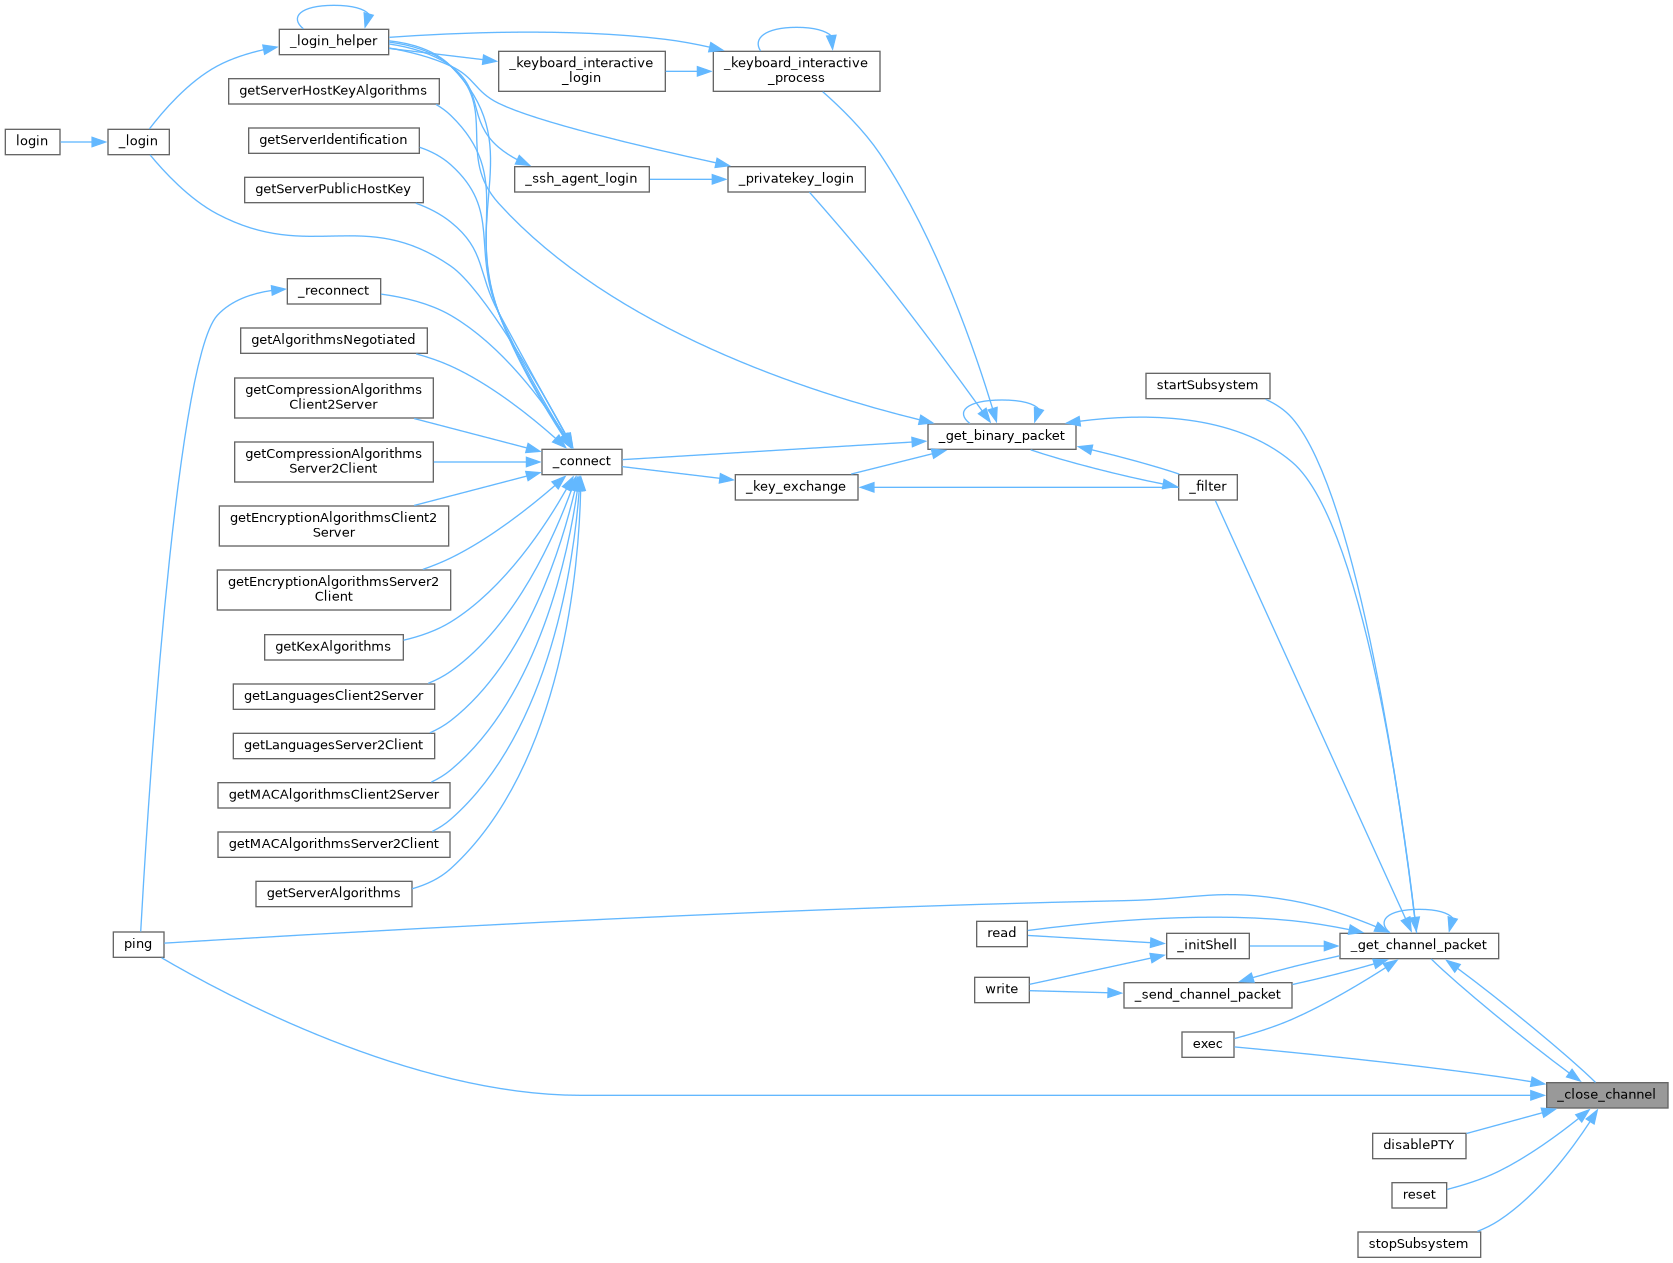 _login_helper
_keyboard_interactive
_login
_keyboard_interactive
_process
getServerHostKeyAlgorithms
login
_login
getServerIdentification
_ssh_agent_login
_privatekey_login
getServerPublicHostKey
_reconnect
getAlgorithmsNegotiated
getCompressionAlgorithms
Client2Server
startSubsystem
_get_binary_packet
getCompressionAlgorithms
Server2Client
_connect
_key_exchange
_filter
getEncryptionAlgorithmsClient2
Server
getEncryptionAlgorithmsServer2
Client
getKexAlgorithms
getLanguagesClient2Server
getLanguagesServer2Client
getMACAlgorithmsClient2Server
getMACAlgorithmsServer2Client
getServerAlgorithms
ping
read
_initShell
_get_channel_packet
write
_send_channel_packet
exec
_close_channel
disablePTY
reset
stopSubsystem